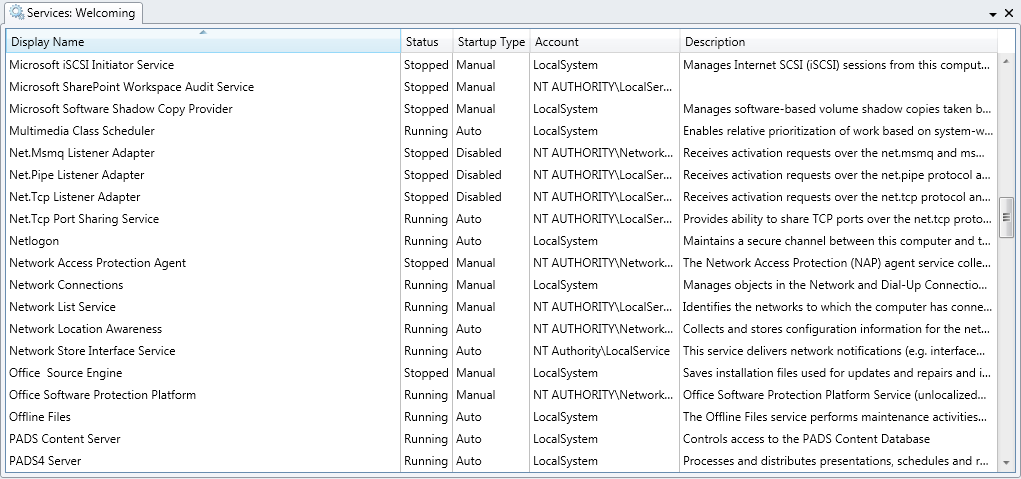 Services: Welcoming
Display Name Status Startup Type Account Description
Microsoft iSCSI Initiator Service Stopped Manual LocalSystem Manages Internet SCSI (iSCSI) sessions from this comput...
Microsoft SharePoint Workspace Audit Service Stopped Manual NT AUTHORITY\LocalSer...
Microsoft Software Shadow Copy Provider Stopped Manual LocalSystem Manages software-based volume shadow copies taken b...
Multimedia Class Scheduler Running Auto LocalSystem Enables relative prioritization of work based on system-w...
Net.Msmq Listener Adapter Stopped Disabled NT AUTHORITY\Network... Receives activation requests over the net.msmq and ms...
Net.Pipe Listener Adapter Stopped Disabled NT AUTHORITY\LocalSer... Receives activation requests over the net.pipe protocol a...
Net.Tcp Listener Adapter Stopped Disabled NT AUTHORITY\LocalSer... Receives activation requests over the net.tcp protocol an...
Net.Tcp Port Sharing Service Running Auto NT AUTHORITY\LocalSer... Provides ability to share TCP ports over the net.tcp proto...
Netlogon Running Auto LocalSystem Maintains a secure channel between this computer and t...
Network Access Protection Agent Stopped Manual NT AUTHORITY\Network... The Network Access Protection (NAP) agent service colle...
Network Connections Running Manual LocalSystem Manages objects in the Network and Dial-Up Connectio...
Network List Service Running Manual NT AUTHORITY\LocalSer... Identifies the networks to which the computer has conne...
Network Location Awareness Running Auto NT AUTHORITY\Network... Collects and stores configuration information for the net...
Network Store Interface Service Running Auto NT Authority\LocalService This service delivers network notifications (e.g. interface...
Office  Source Engine Stopped Manual LocalSystem Saves installation files used for updates and repairs and i...
Office Software Protection Platform Running Manual NT AUTHORITY\Network... Office Software Protection Platform Service (unlocalized...
Offline Files Running Auto LocalSystem The Offline Files service performs maintenance activities...
PADS Content Server Running Auto LocalSystem Controls access to the PADS Content Database
PADS4 Server Running Auto LocalSystem Processes and distributes presentations, schedules and r...